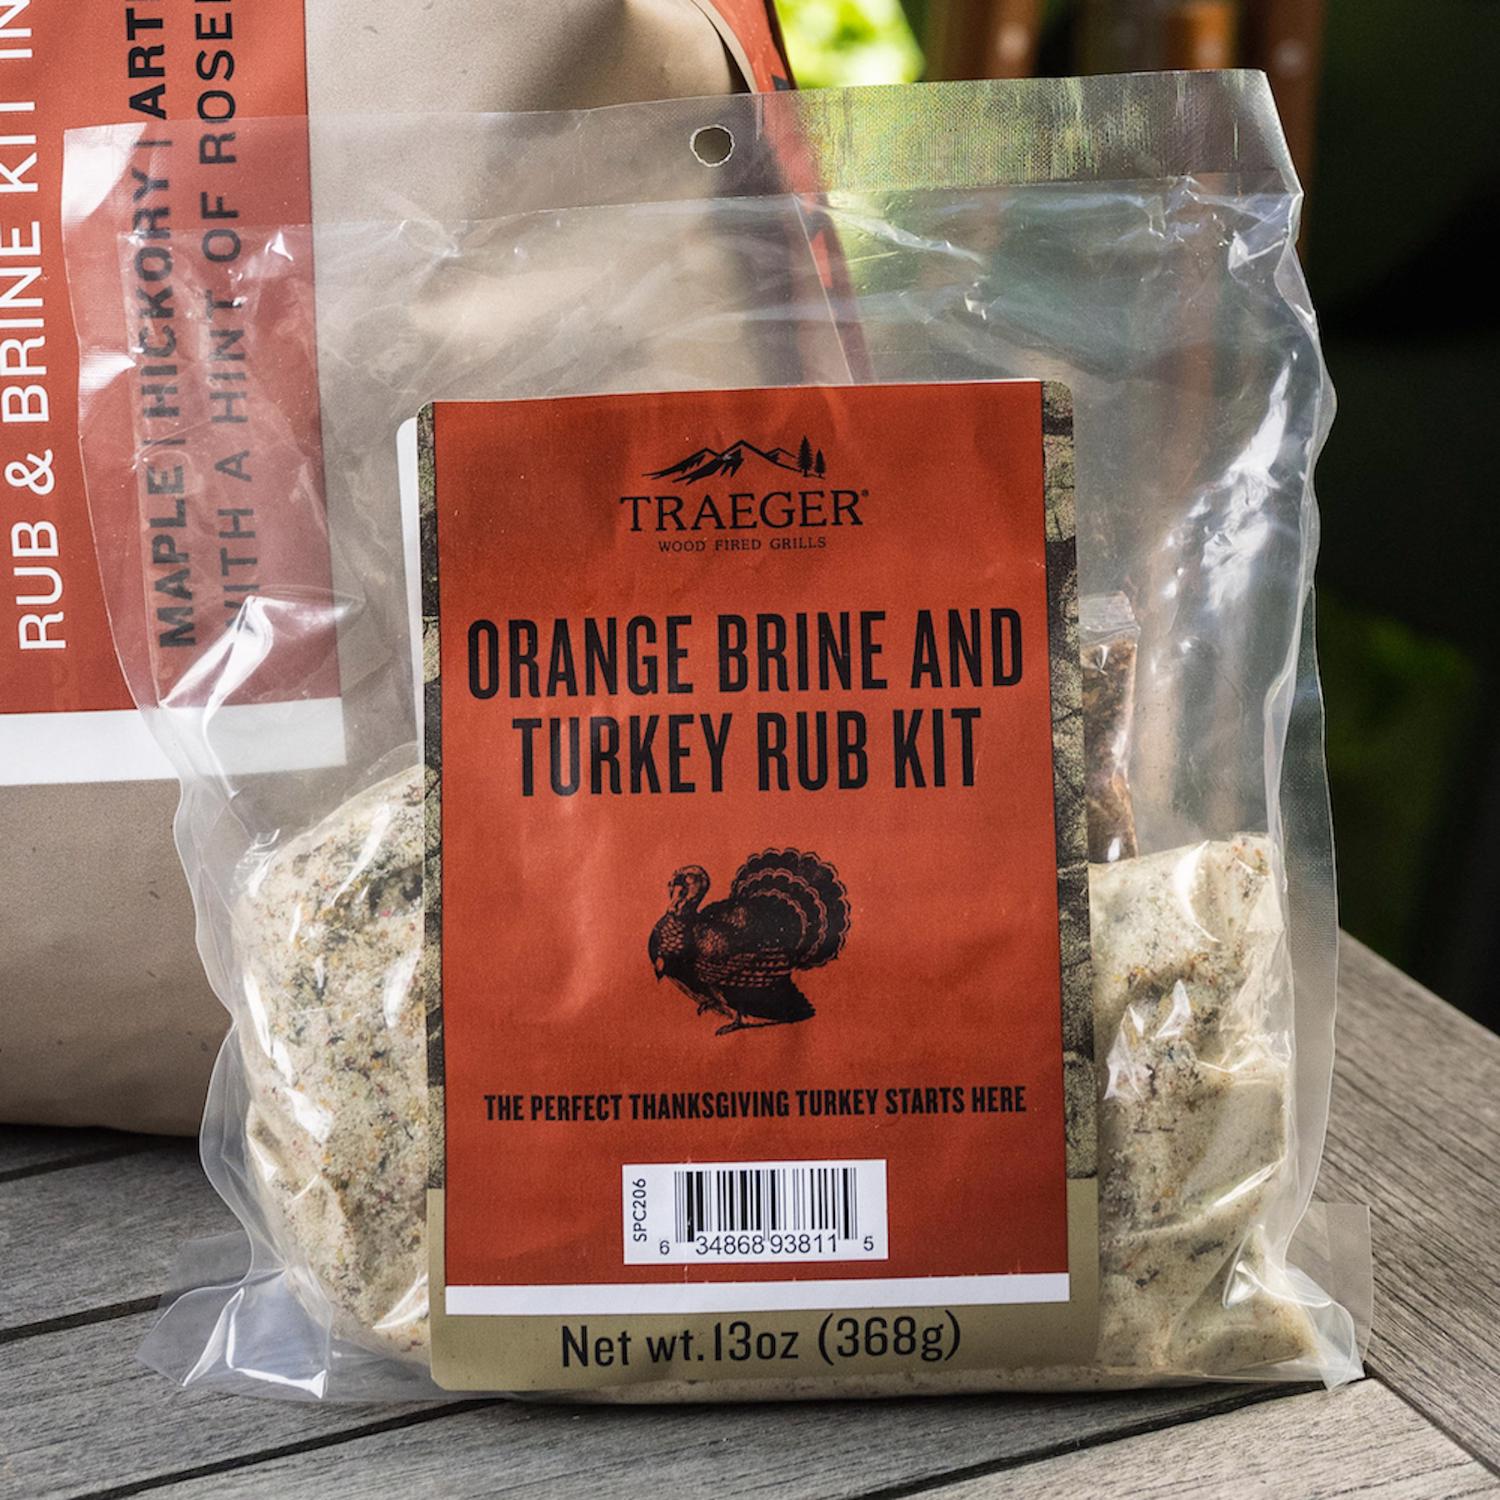 RUB & BRINE KIT IN
MAPLE | HICKORY | ARTI
WITH A HINT OF ROSE
TRAEGER®
WOOD FIRED GRILLS
ORANGE BRINE AND
TURKEY RUB KIT
THE PERFECT THANKSGIVING TURKEY STARTS HERE
SPC206
6 34868 93811 5
Net wt.13oz (368g)